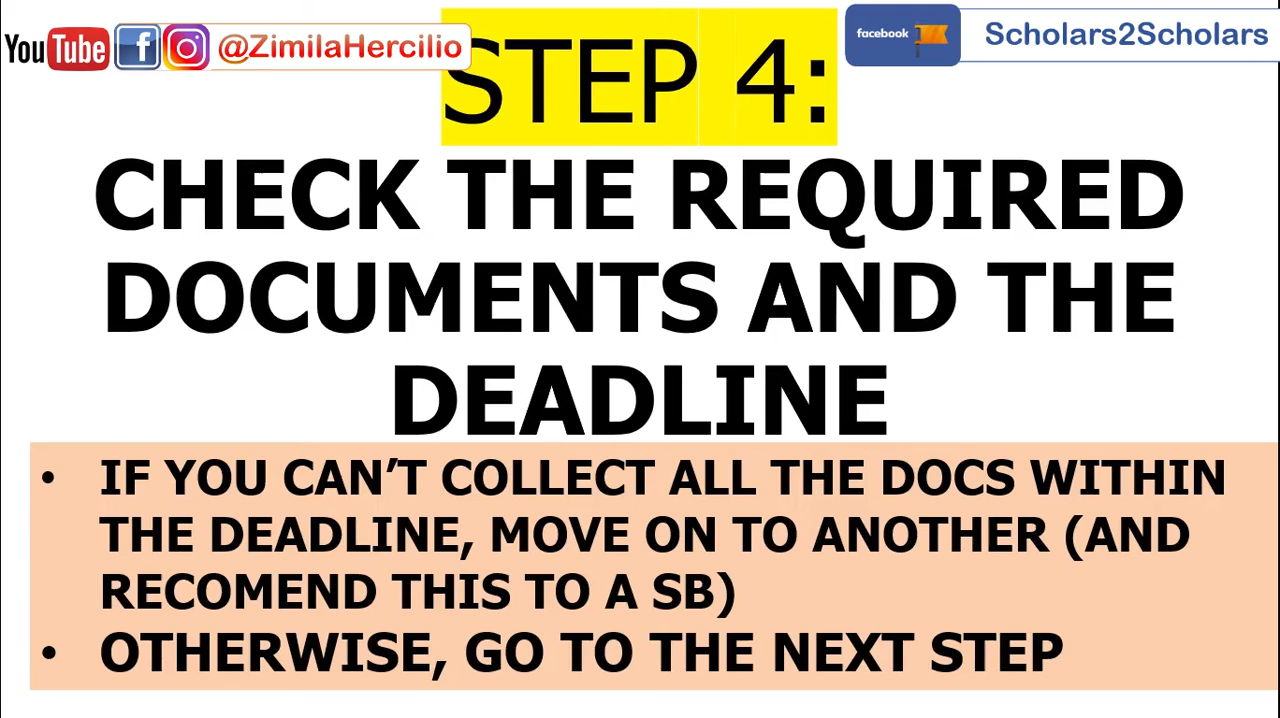 YouTube @ZimilaHercilio
facebook Scholars2Scholars
STEP 4:
CHECK THE REQUIRED
DOCUMENTS AND THE
DEADLINE
• IF YOU CAN’T COLLECT ALL THE DOCS WITHIN
THE DEADLINE, MOVE ON TO ANOTHER (AND
RECOMEND THIS TO A SB)
• OTHERWISE, GO TO THE NEXT STEP